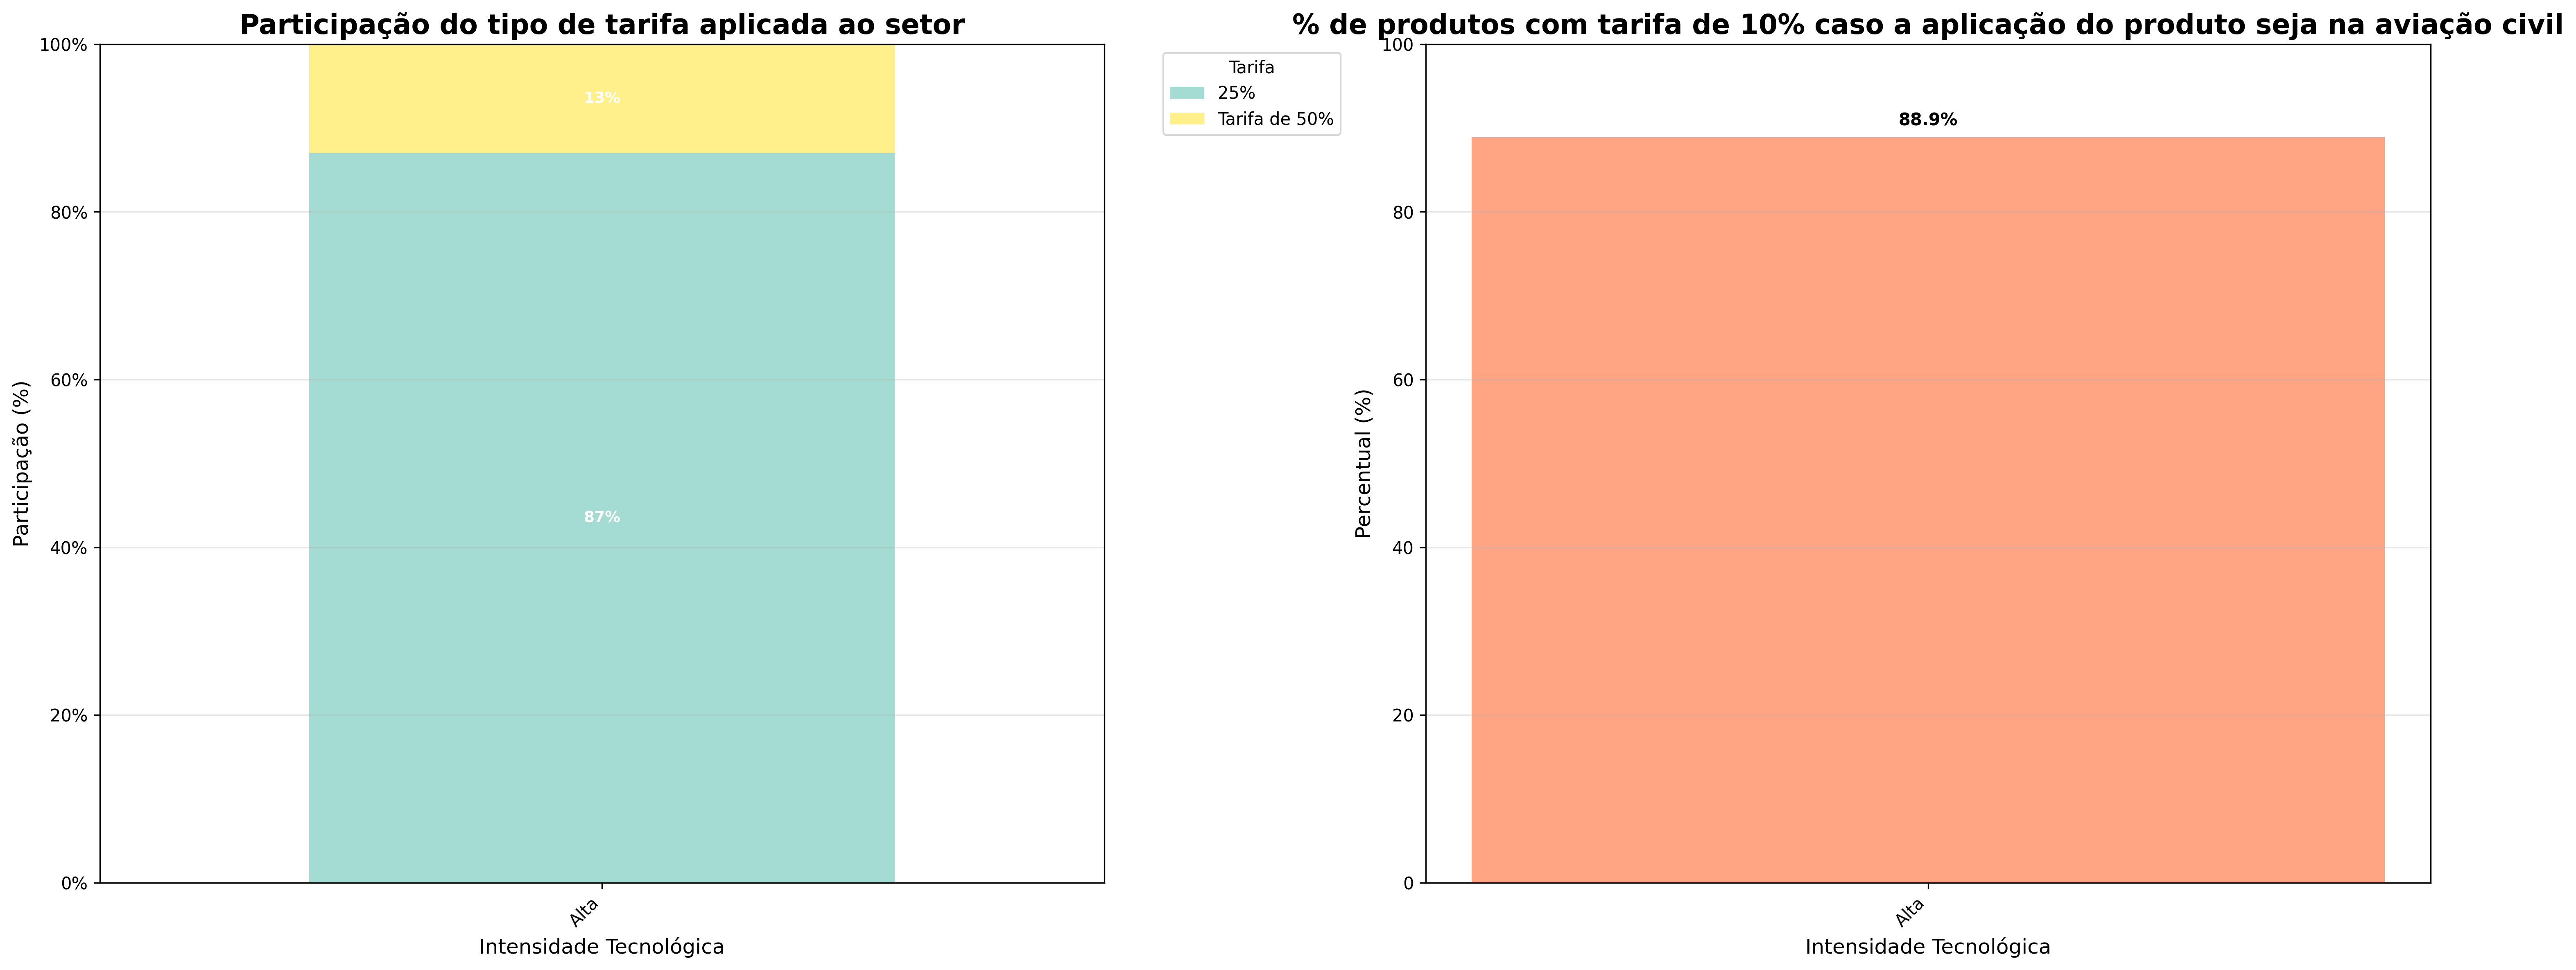 Participação do tipo de tarifa aplicada ao setor
100%
80%
60%
40%
20%
0%
Participação (%)
13%
87%
Alta
Intensidade Tecnológica
Tarifa
25%
Tarifa de 50%
% de produtos com tarifa de 10% caso a aplicação do produto seja na aviação civil
100
80
60
40
20
0
Percentual (%)
88.9%
Alta
Intensidade Tecnológica